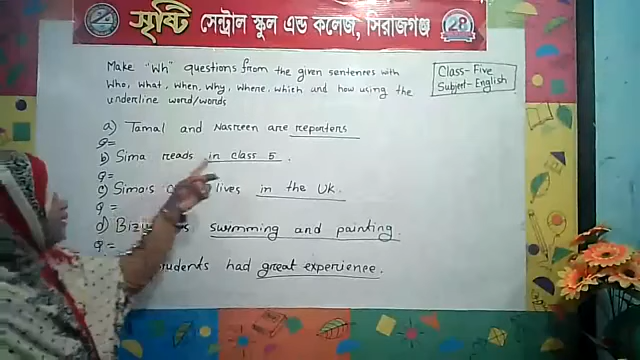 সৃষ্টি সেন্ট্রাল স্কুল এন্ড কলেজ, সিরাজগঞ্জ
28
Make "Wh" questions from the given sentences with
Who, What, When, Why, Where, Which and how using the
underline word/words
Class- Five
Subject- English
a) Tamal and Nasreen are reporters
Q=
b) Sima reads in class 5.
Q=
c) Sima's lives in the Uk.
Q=
d) swimming and painting.
Q=
students had great experience.